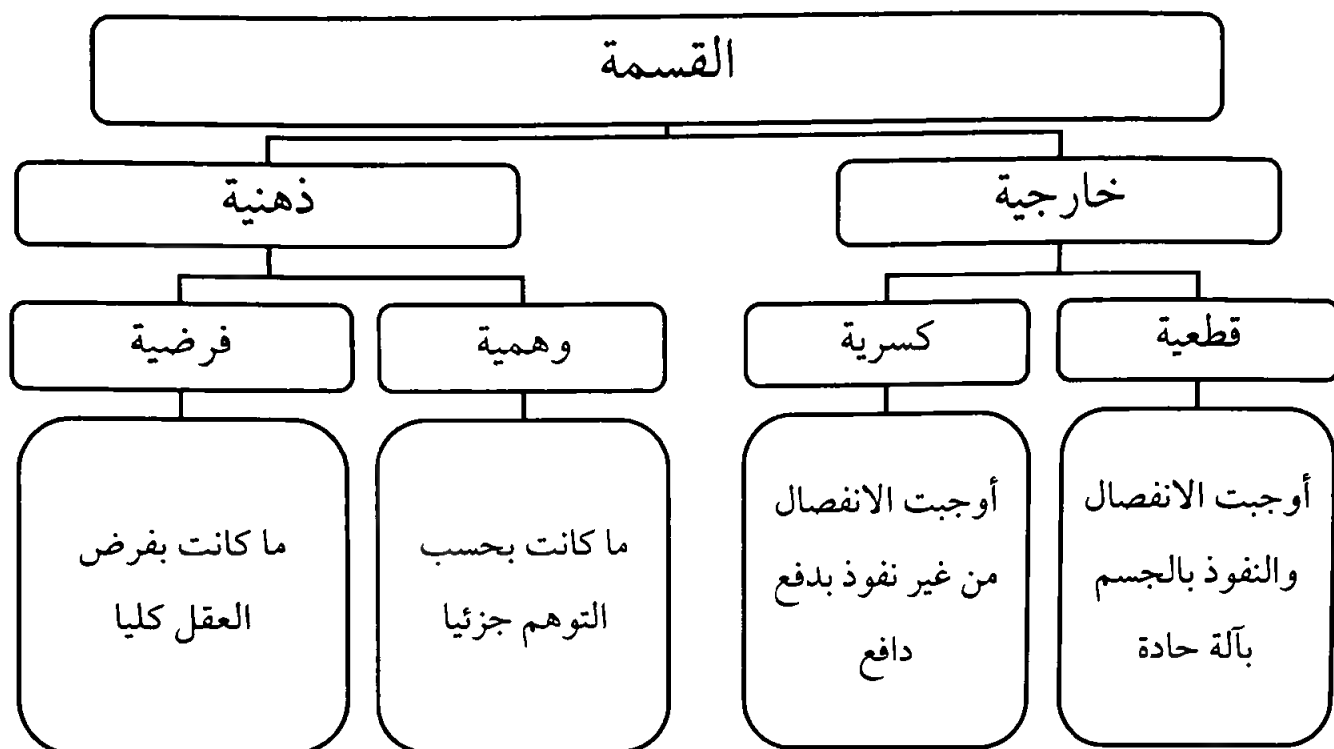 القسمة
خارجية
ذهنية
قطعية
كسرية
وهمية
فرضية
أوجبت الانفصال
والنفوذ بالجسم
بآلة حادة
أوجبت الانفصال
من غير نفوذ بدفع
دافع
ما كانت بحسب
التوهم جزئيا
ما كانت بفرض
العقل كليا